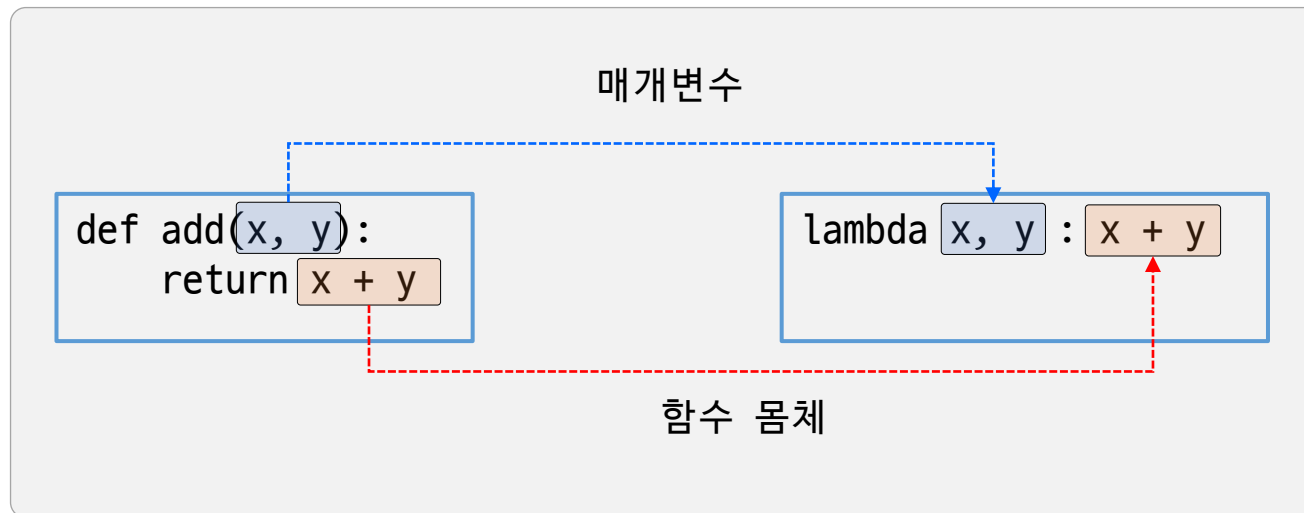 매개변수
def add(x, y):
return x + y
lambda x, y : x + y
함수 몸체